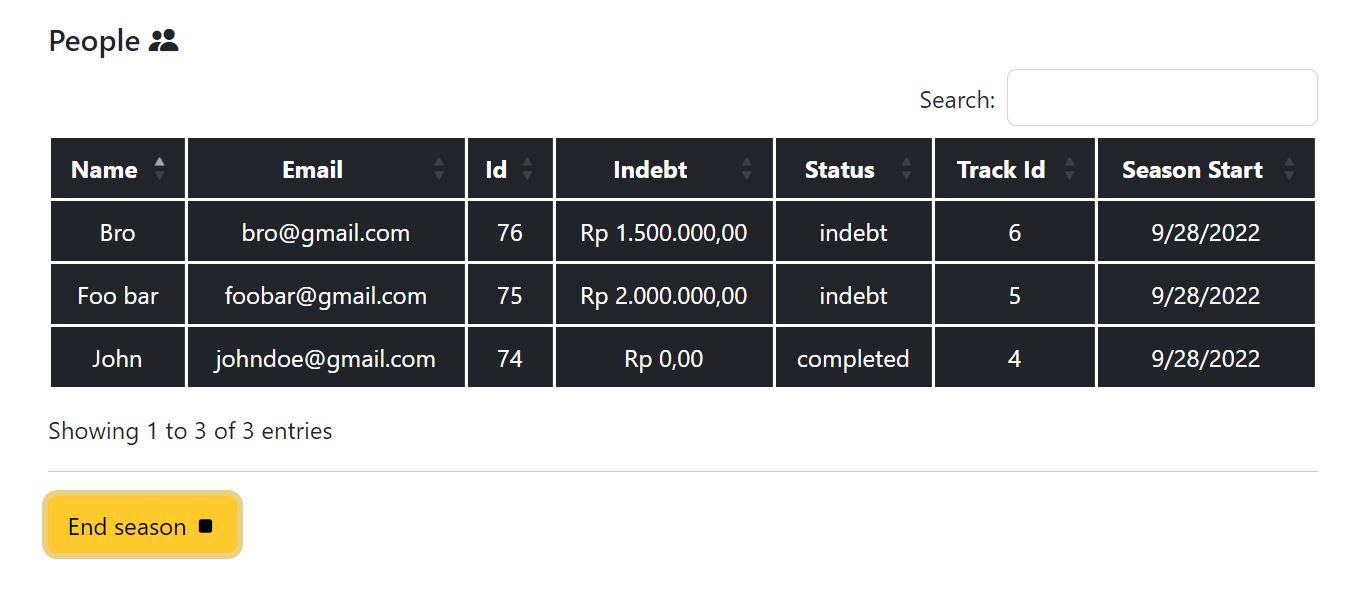 People
Search:
Name Email Id Indebt Status Track Id Season Start
Bro bro@gmail.com 76 Rp 1.500.000,00 indebt 6 9/28/2022
Foo bar foobar@gmail.com 75 Rp 2.000.000,00 indebt 5 9/28/2022
John johndoe@gmail.com 74 Rp 0,00 completed 4 9/28/2022
Showing 1 to 3 of 3 entries
End season